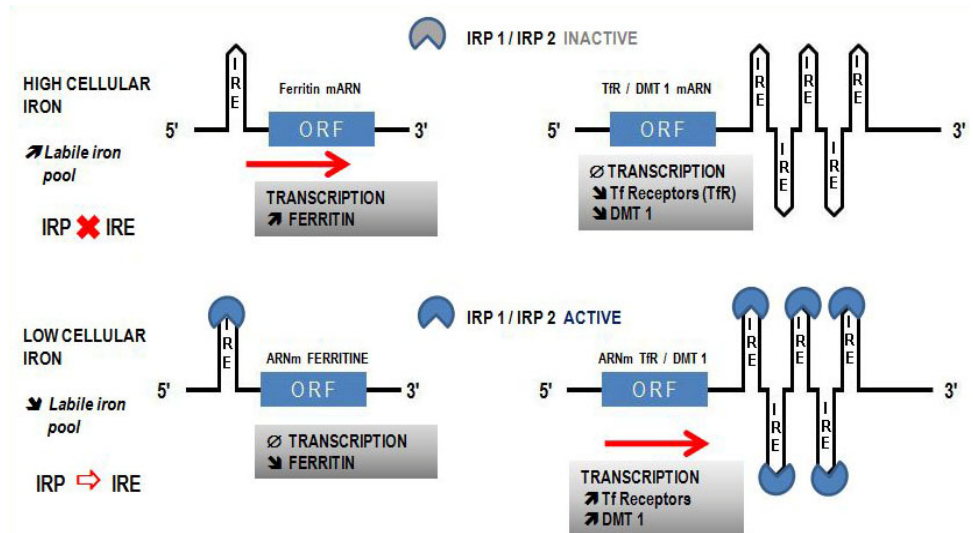 IRP 1 / IRP 2 INACTIVE
HIGH CELLULAR
IRON
↗ Labile iron
pool
IRP ✖ IRE
IRE
Ferritin mARN
5' ORF 3'
TRANSCRIPTION
↗ FERRITIN
TfR / DMT 1 mARN
5' ORF 3'
IRE
IRE
IRE
IRE
IRE
Ø TRANSCRIPTION
↘ Tf Receptors (TfR)
↘ DMT 1
IRP 1 / IRP 2 ACTIVE
LOW CELLULAR
IRON
↘ Labile iron
pool
IRP ⇨ IRE
IRE
ARNm FERRITINE
5' ORF 3'
Ø TRANSCRIPTION
↘ FERRITIN
ARNm TfR / DMT 1
5' ORF 3'
IRE
IRE
IRE
IRE
IRE
TRANSCRIPTION
↗ Tf Receptors
↗ DMT 1